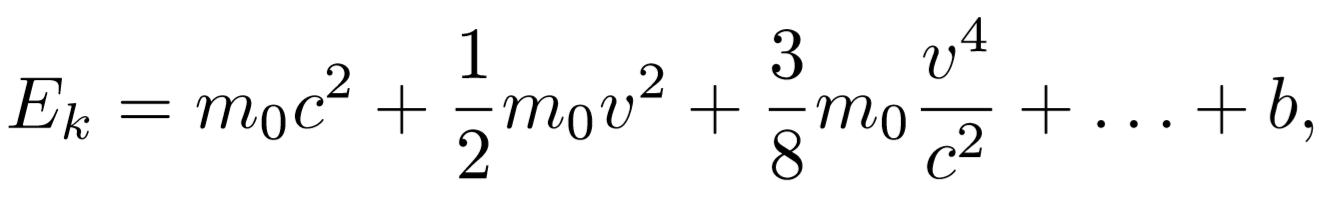 E_k = m_0c^2 + \frac{1}{2}m_0v^2 + \frac{3}{8}m_0\frac{v^4}{c^2} + \ldots + b,